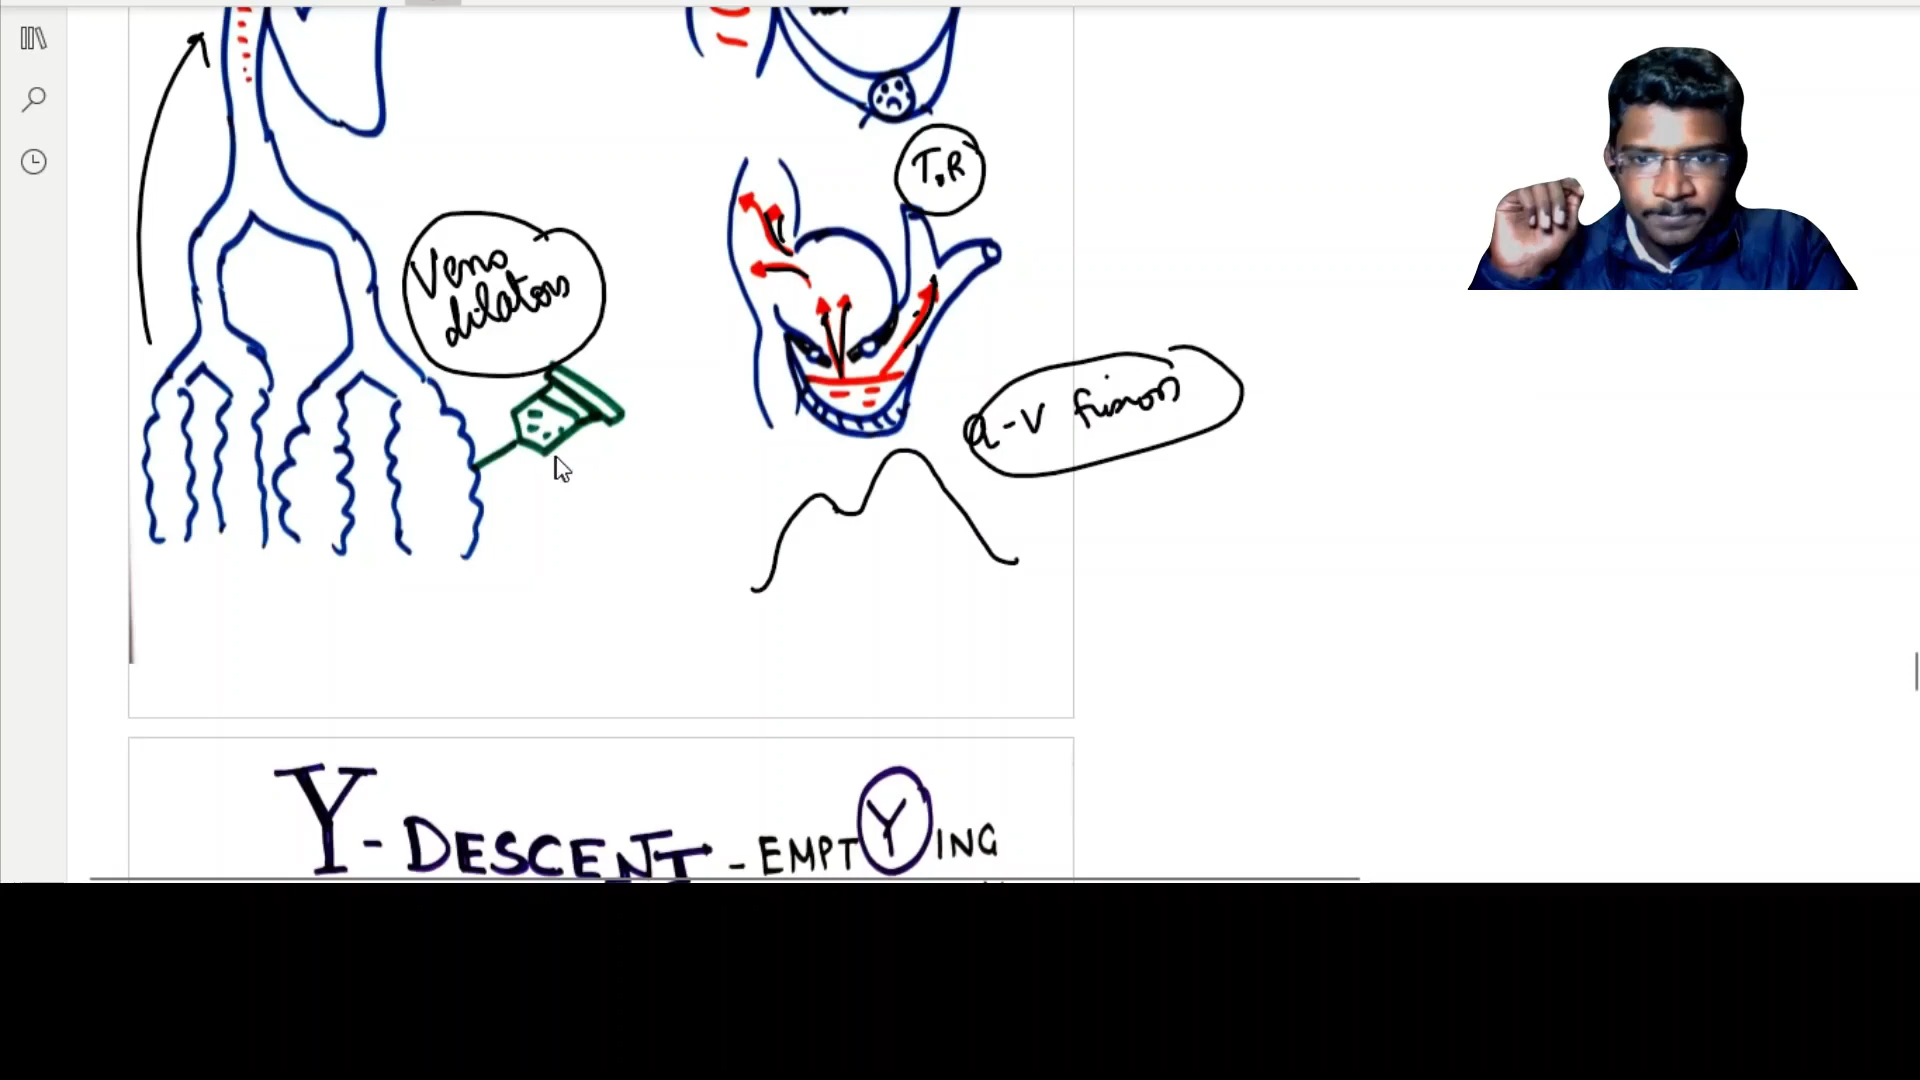 T.R
Veno
dilators
a-v fusion
Y-DESCENT - EMPTYING